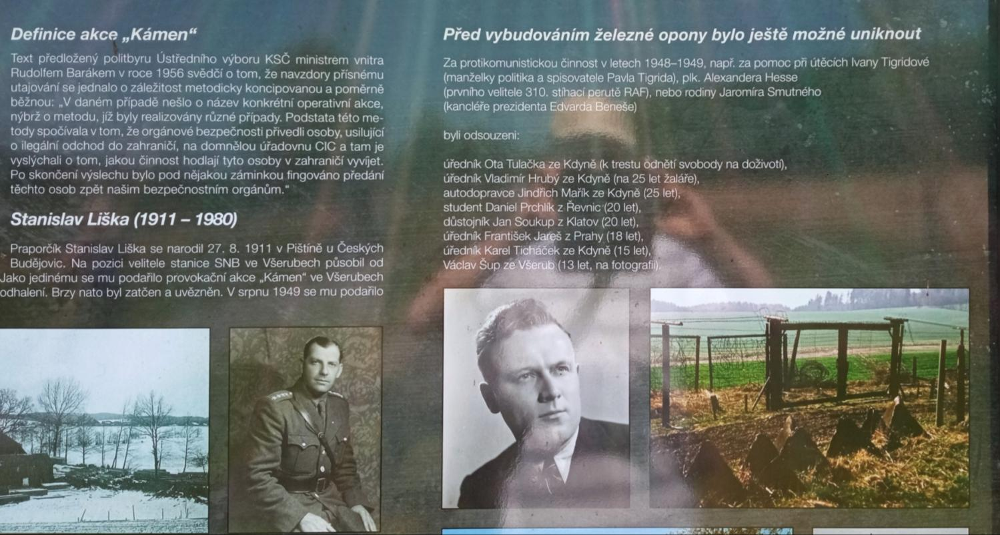 Definice akce „Kámen“
Text předložený politbyru Ústředního výboru KSČ ministrem vnitra
Rudolfem Barákem v roce 1956 svědčí o tom, že navzdory přísnému
utajování se jednalo o záležitost metodicky koncipovanou a poměrně
běžnou: „V daném případě nešlo o název konkrétní operativní akce,
nýbrž o metodu, jíž byly realizovány různé případy. Podstata této me-
tody spočívala v tom, že orgánové bezpečnosti přivedli osoby, usilující
o ilegální odchod do zahraničí, na domnělou úřadovnu CIC a tam je
vyslýchali o tom, jakou činnost hodlají tyto osoby v zahraničí vyvíjet.
Po skončení výslechu bylo pod nějakou záminkou fingováno předání
těchto osob zpět našim bezpečnostním orgánům.“
Stanislav Liška (1911 – 1980)
Praporčík Stanislav Liška se narodil 27. 8. 1911 v Pištíně u Českých
Budějovic. Na pozici velitele stanice SNB ve Všerubech působil od
Jako jedinému se mu podařilo provokační akce „Kámen“ ve Všerubech
odhalení. Brzy nato byl zatčen a uvězněn. V srpnu 1949 se mu podařilo
Před vybudováním železné opony bylo ještě možné uniknout
Za protikomunistickou činnost v letech 1948–1949, např. za pomoc při útěcích Ivany Tigridové
(manželky politika a spisovatele Pavla Tigrida), plk. Alexandera Hesse
(prvního velitele 310. stíhací perutě RAF), nebo rodiny Jaromíra Smutného
(kancléře prezidenta Edvarda Beneše)
byli odsouzeni:
úředník Ota Tulačka ze Kdyně (k trestu odnětí svobody na doživotí),
úředník Vladimír Hrubý ze Kdyně (na 25 let žaláře),
autodopravce Jindřich Mařík ze Kdyně (25 let),
student Daniel Prchlík z Řevnic (20 let),
důstojník Jan Soukup z Klatov (20 let),
úředník František Jareš z Prahy (18 let),
úředník Karel Ticháček ze Kdyně (15 let),
Václav Šup ze Všerub (13 let, na fotografii).